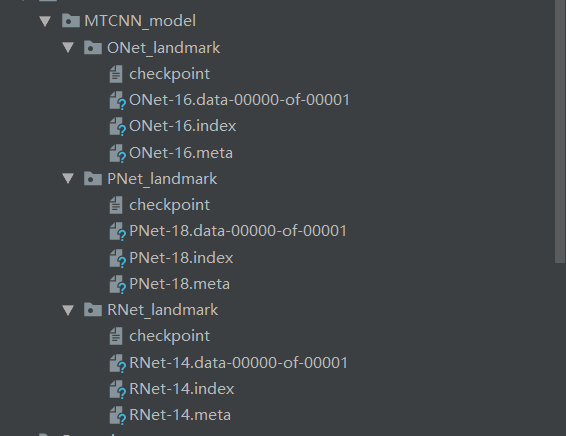 MTCNN_model
ONet_landmark
checkpoint
ONet-16.data-00000-of-00001
ONet-16.index
ONet-16.meta
PNet_landmark
checkpoint
PNet-18.data-00000-of-00001
PNet-18.index
PNet-18.meta
RNet_landmark
checkpoint
RNet-14.data-00000-of-00001
RNet-14.index
RNet-14.meta